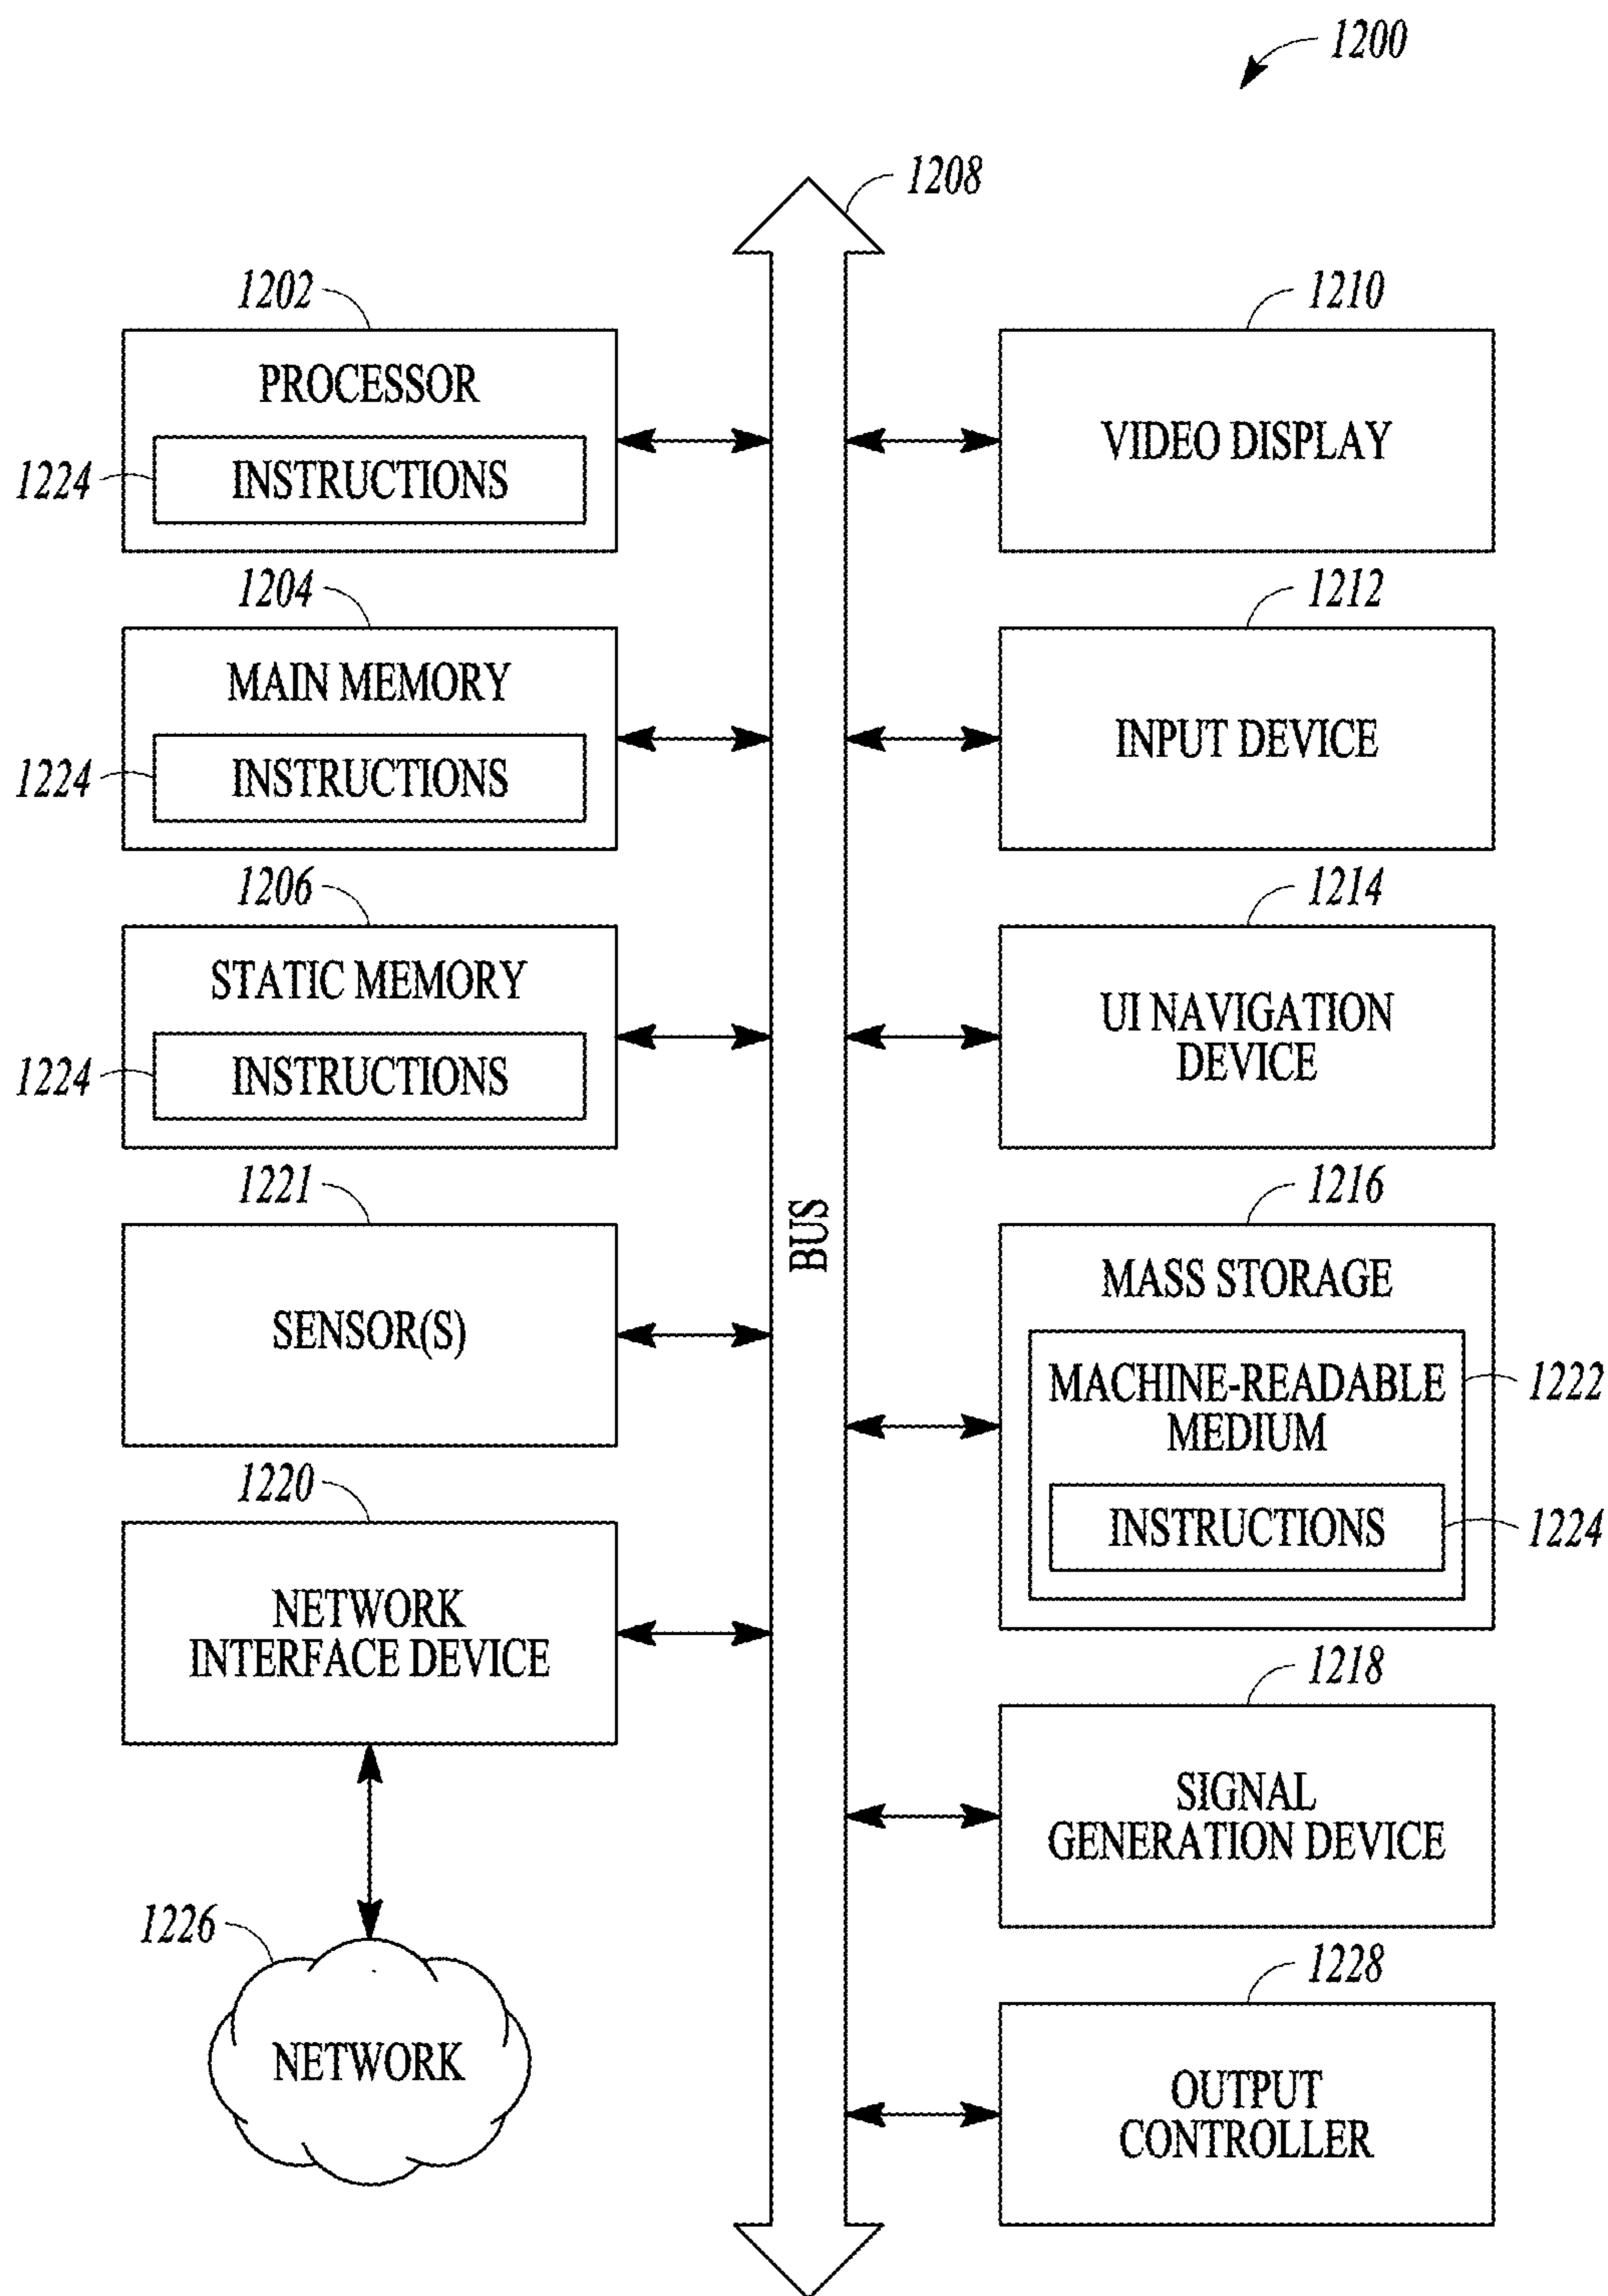 1200
1208
1202
PROCESSOR
1224
INSTRUCTIONS
1204
MAIN MEMORY
1224
INSTRUCTIONS
1206
STATIC MEMORY
1224
INSTRUCTIONS
1221
SENSOR(S)
1220
NETWORK
INTERFACE DEVICE
1226
NETWORK
BUS
1210
VIDEO DISPLAY
1212
INPUT DEVICE
1214
UI NAVIGATION
DEVICE
1216
MASS STORAGE
MACHINE-READABLE
MEDIUM
1222
INSTRUCTIONS
1224
1218
SIGNAL
GENERATION DEVICE
1228
OUTPUT
CONTROLLER